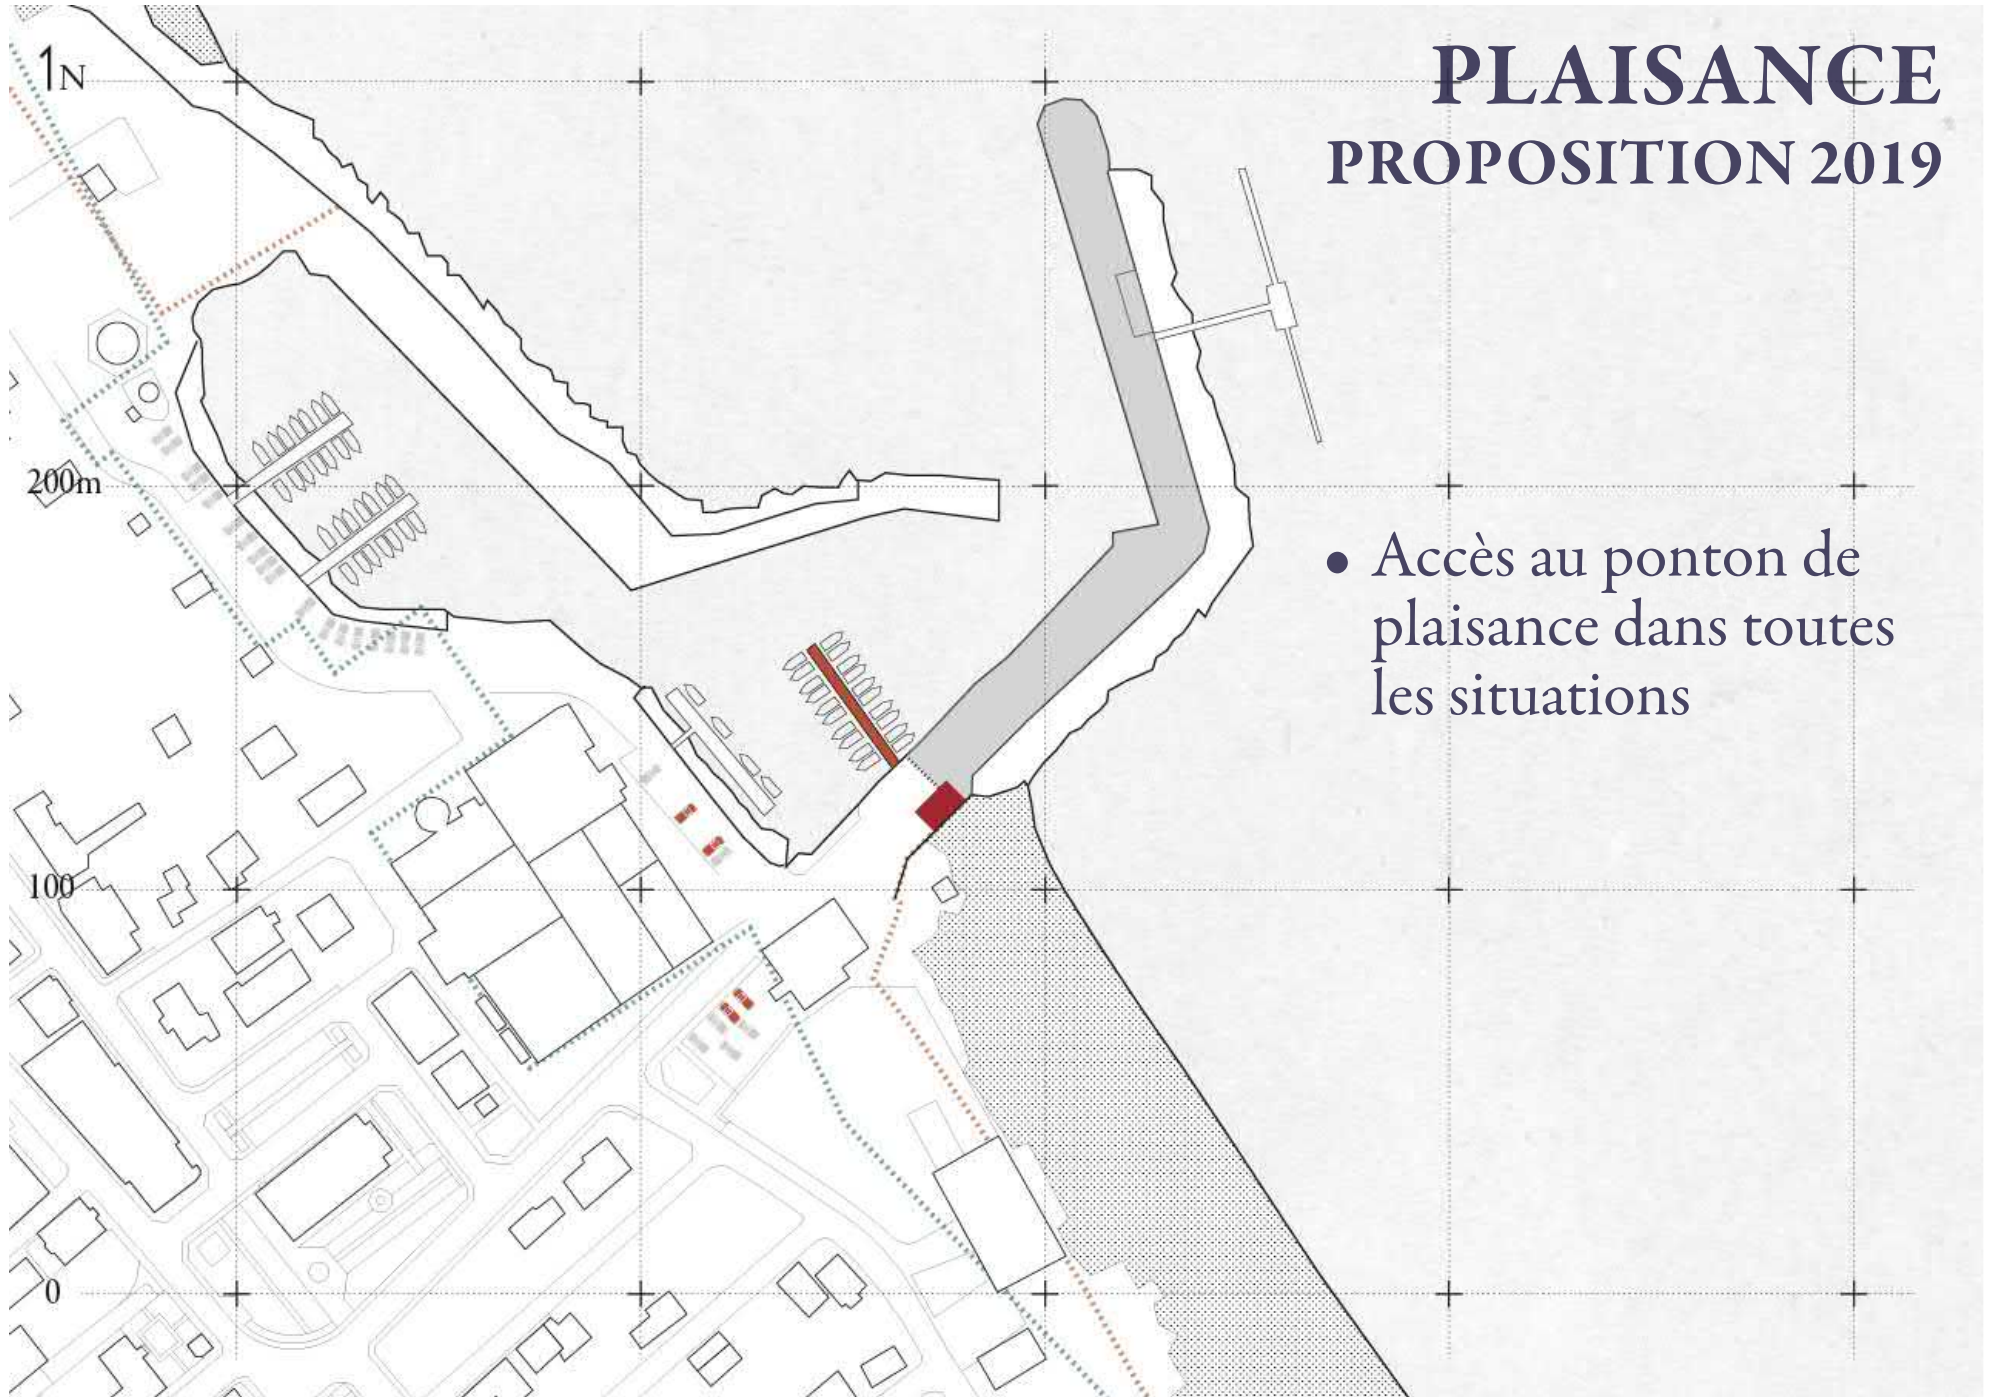 1N
PLAISANCE
PROPOSITION 2019
200m
• Accès au ponton de
plaisance dans toutes
les situations
100
0